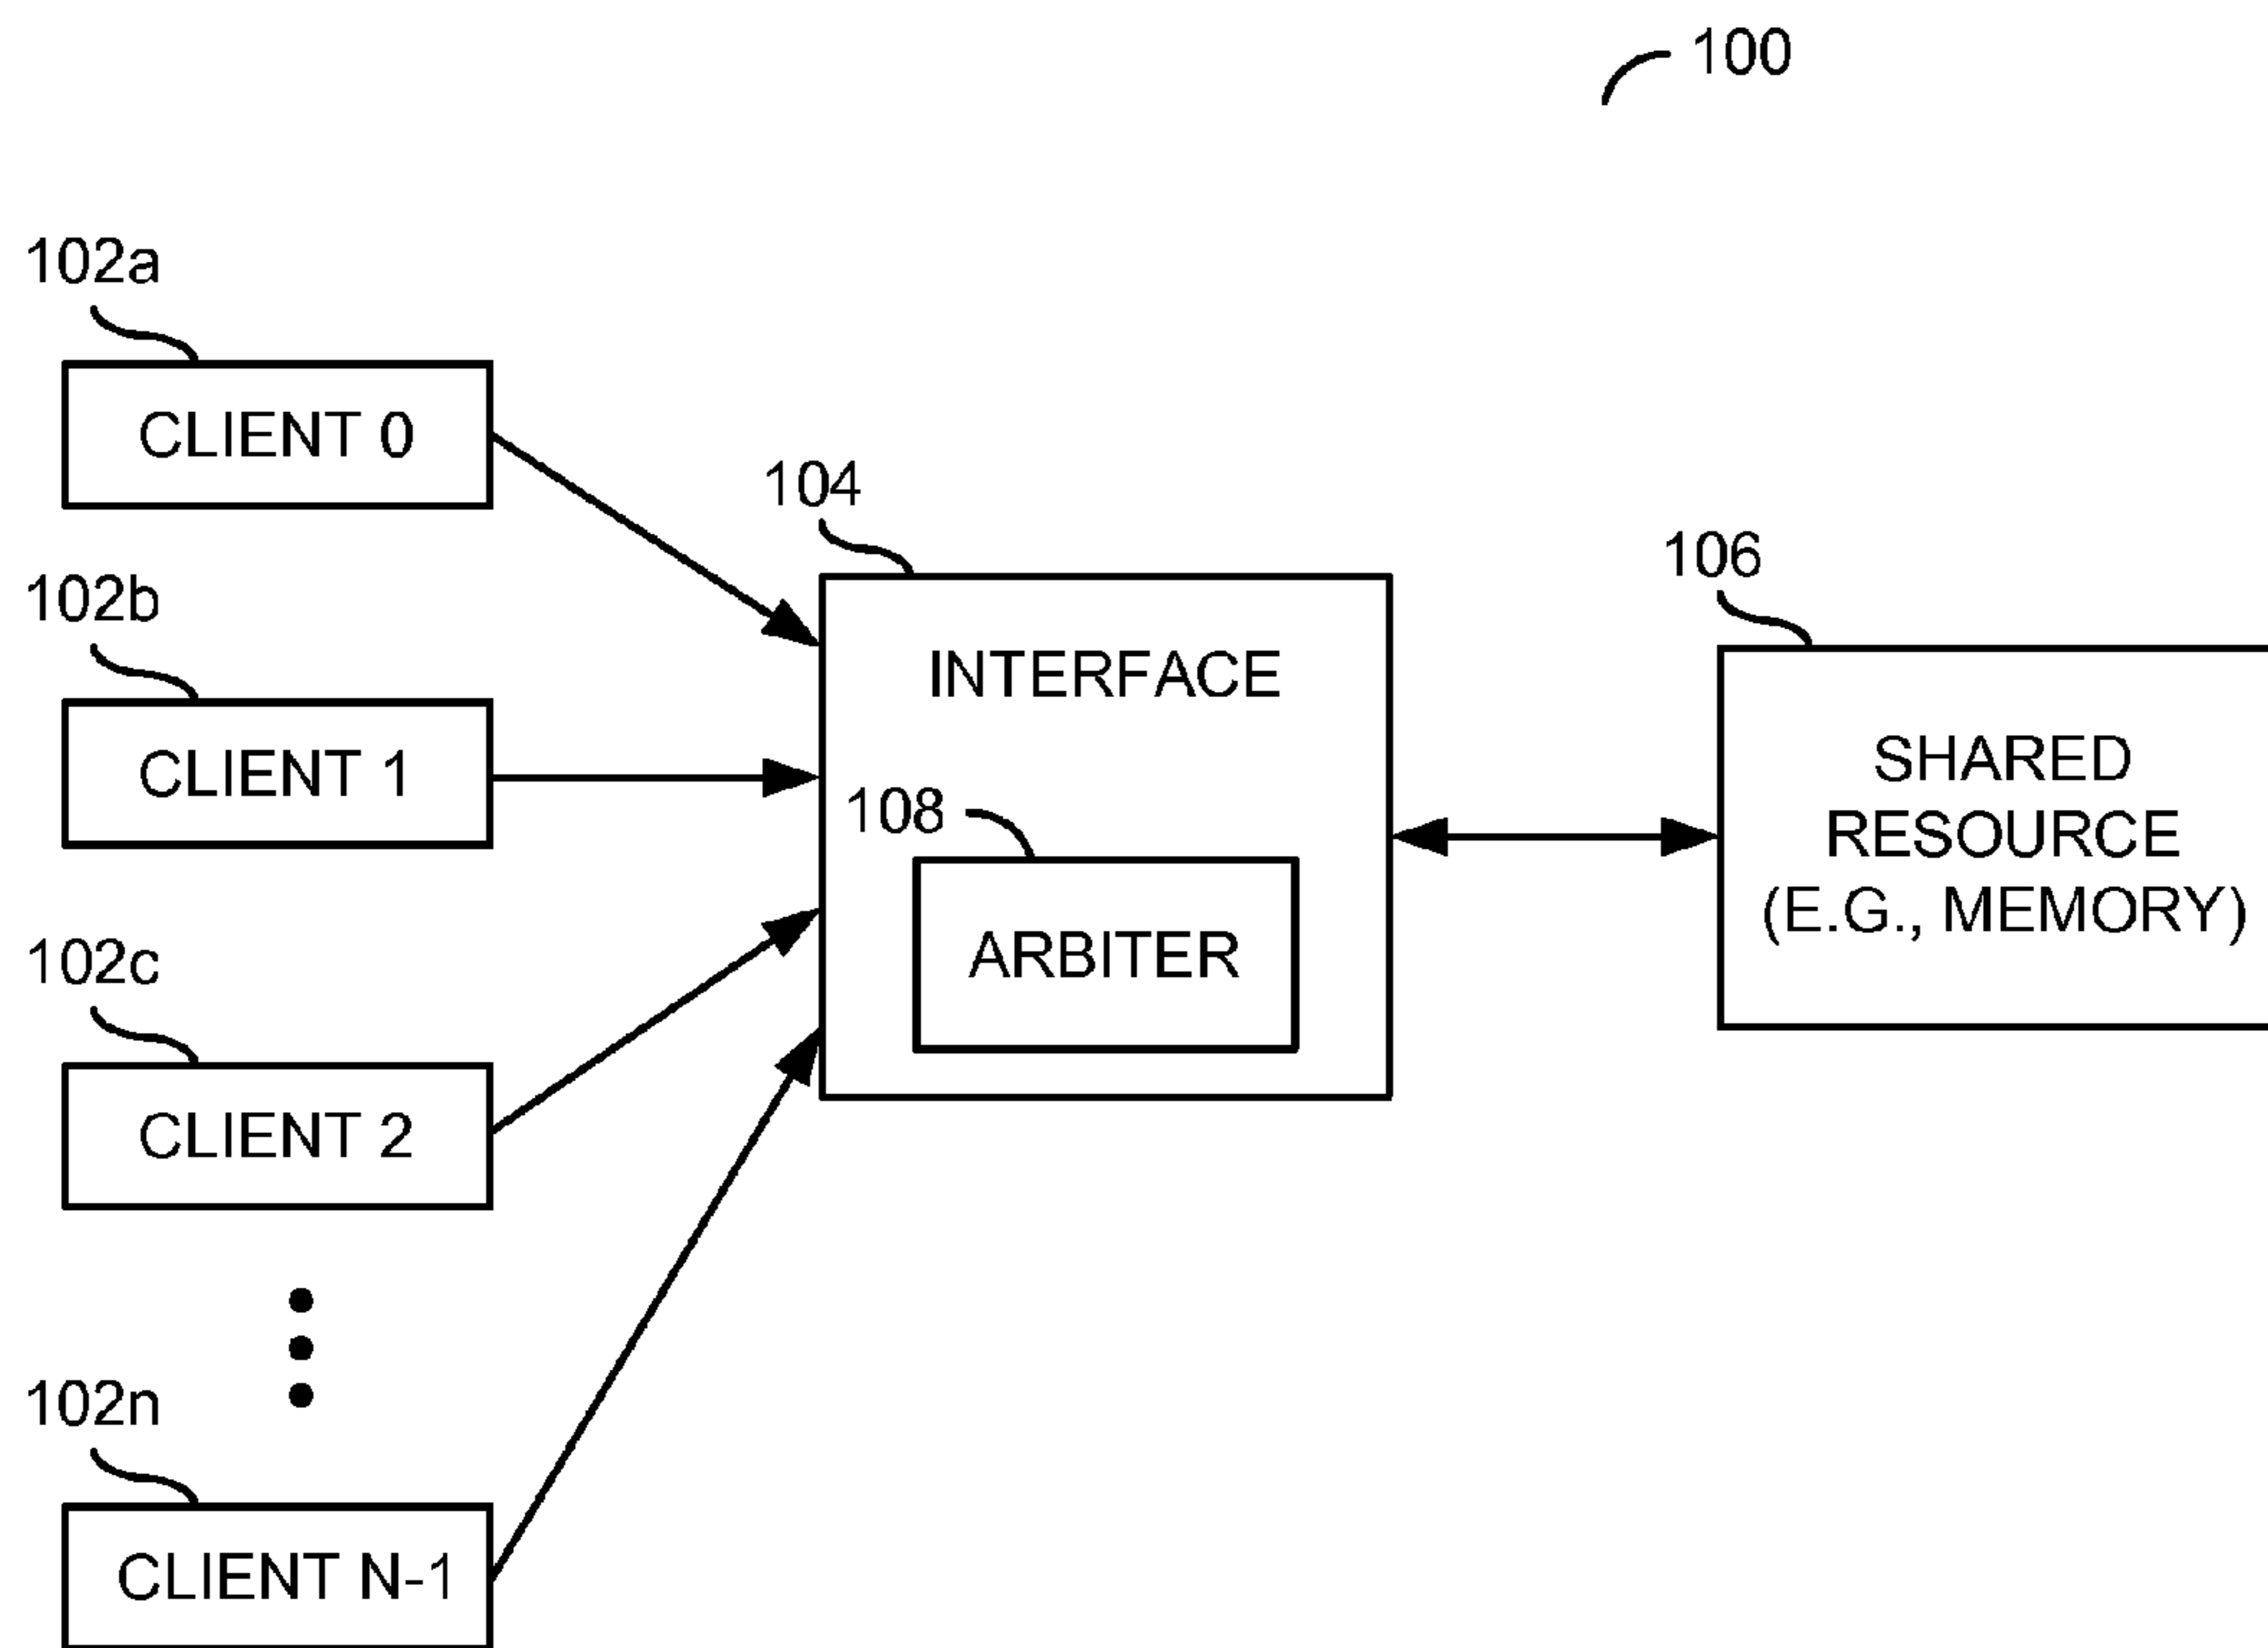 100
102a
CLIENT 0
104
106
102b
INTERFACE
CLIENT 1
108
SHARED
RESOURCE
(E.G., MEMORY)
ARBITER
102c
CLIENT 2
102n
CLIENT N-1